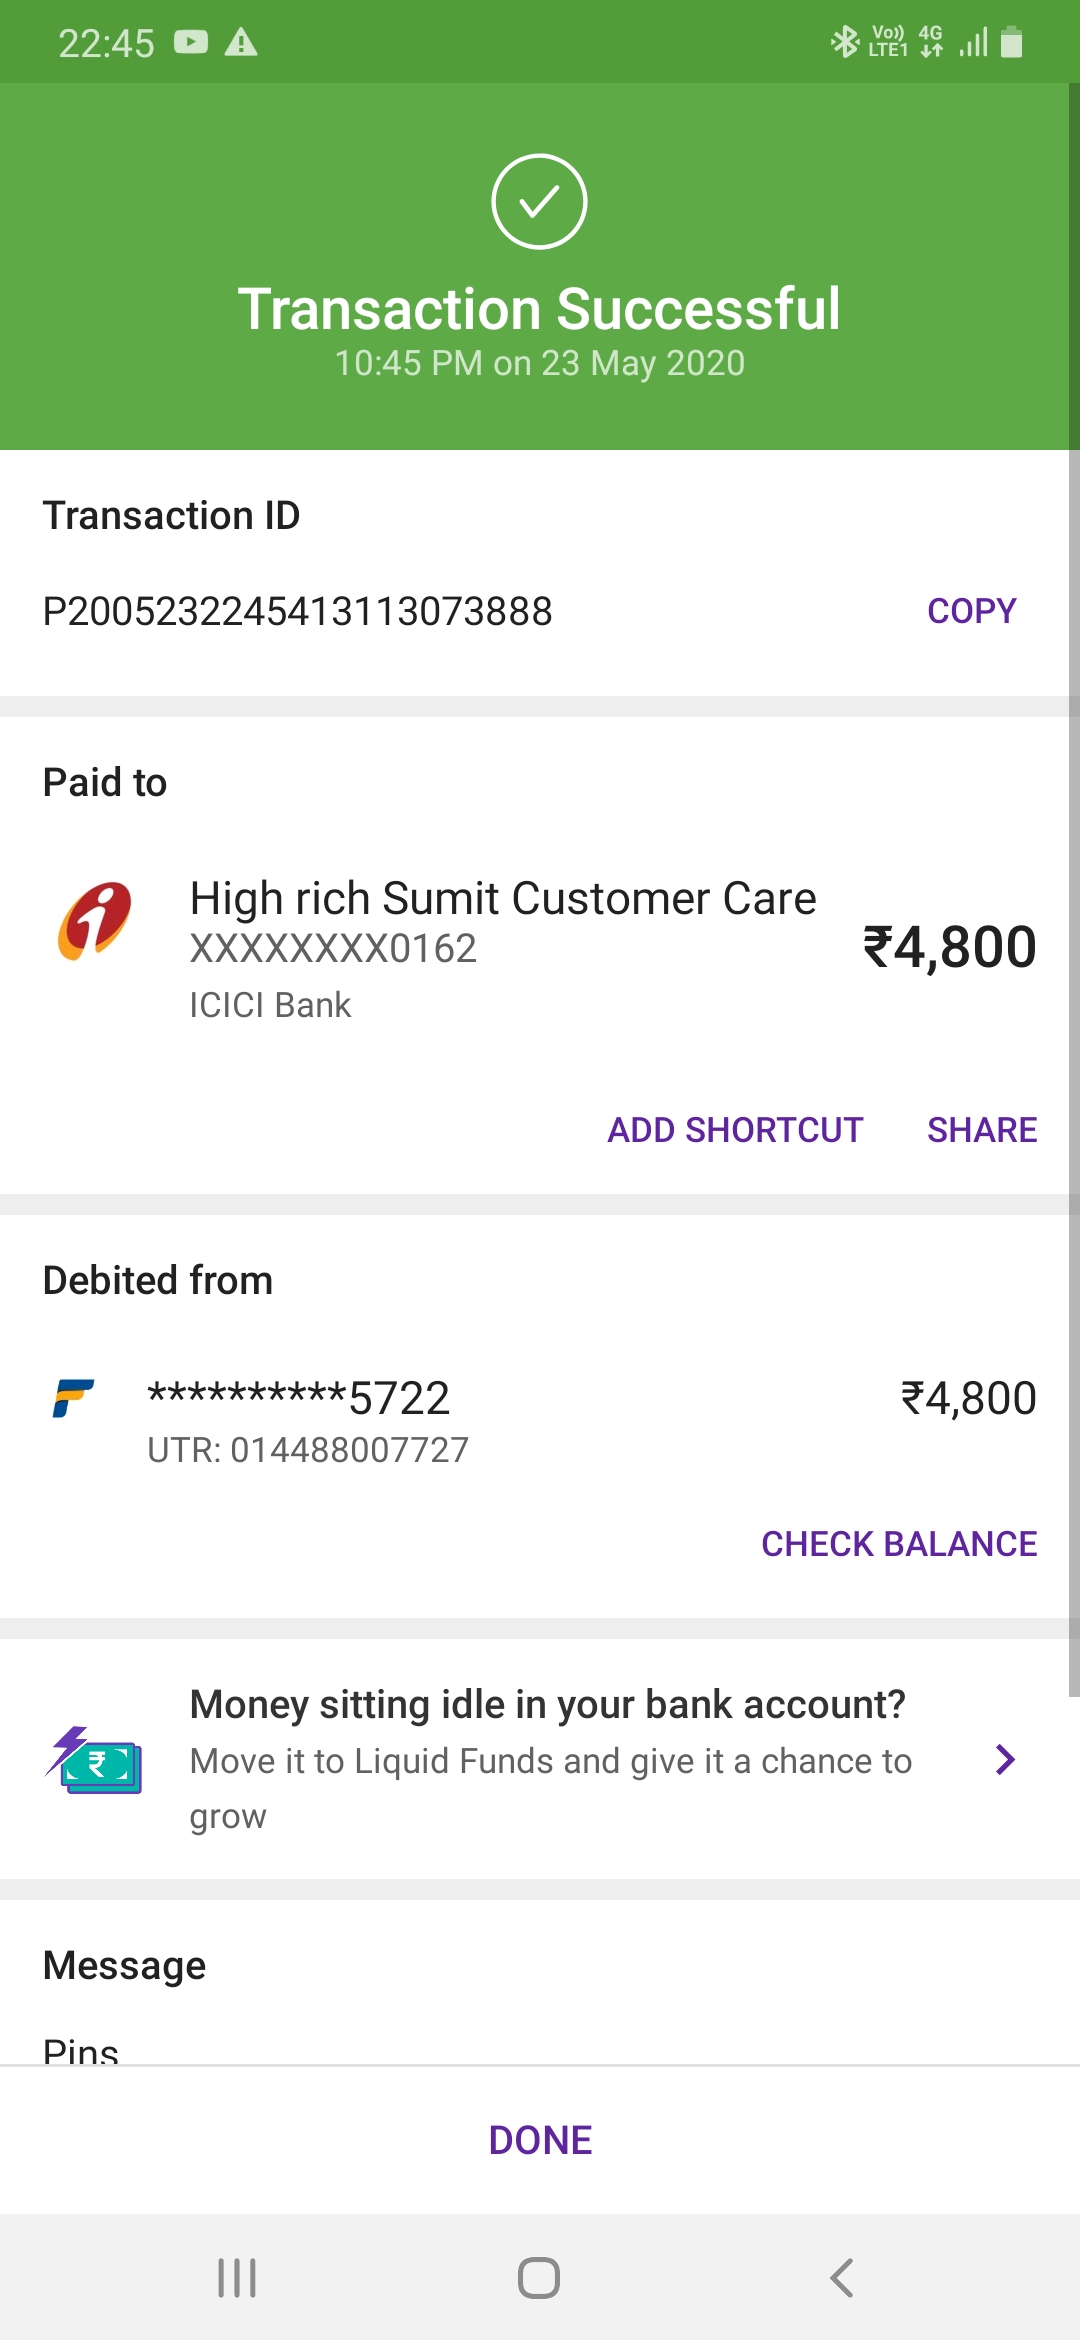 22:45
Vo)) LTE1 4G
Transaction Successful
10:45 PM on 23 May 2020
Transaction ID
P2005232245413113073888 COPY
Paid to
High rich Sumit Customer Care
XXXXXXXX0162
₹4,800
ICICI Bank
ADD SHORTCUT SHARE
Debited from
**********5722 ₹4,800
UTR: 014488007727
CHECK BALANCE
Money sitting idle in your bank account?
Move it to Liquid Funds and give it a chance to
grow
Message
Pins
DONE